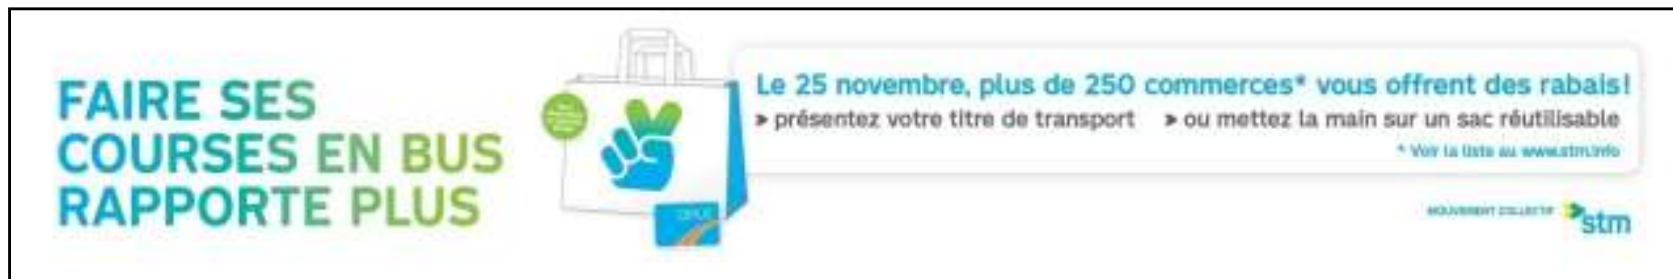 FAIRE SES
COURSES EN BUS
RAPPORTE PLUS
OPUS
Le 25 novembre, plus de 250 commerces* vous offrent des rabais!
> présentez votre titre de transport > ou mettez la main sur un sac réutilisable
* Voir la liste au www.stm.info
MOUVEMENT COLLECTIF
stm